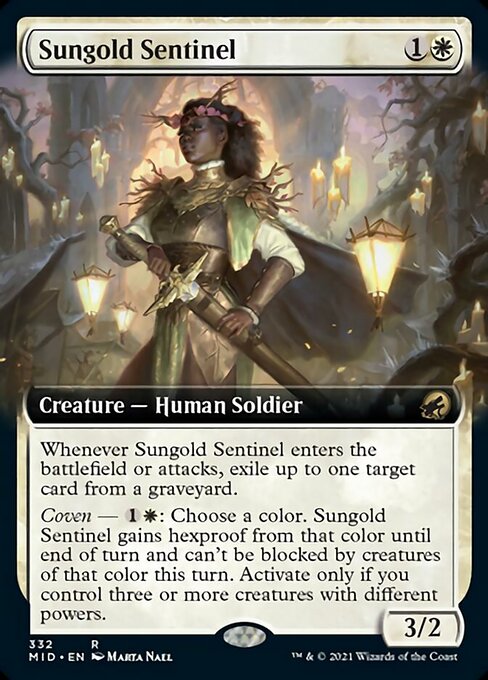 Sungold Sentinel 1
Creature — Human Soldier
Whenever Sungold Sentinel enters the
battlefield or attacks, exile up to one target
card from a graveyard.
Coven — 1 : Choose a color. Sungold
Sentinel gains hexproof from that color until
end of turn and can't be blocked by creatures
of that color this turn. Activate only if you
control three or more creatures with different
powers.
3/2
332 R
MID • EN Marta Nael
™ & © 2021 Wizards of the Coast